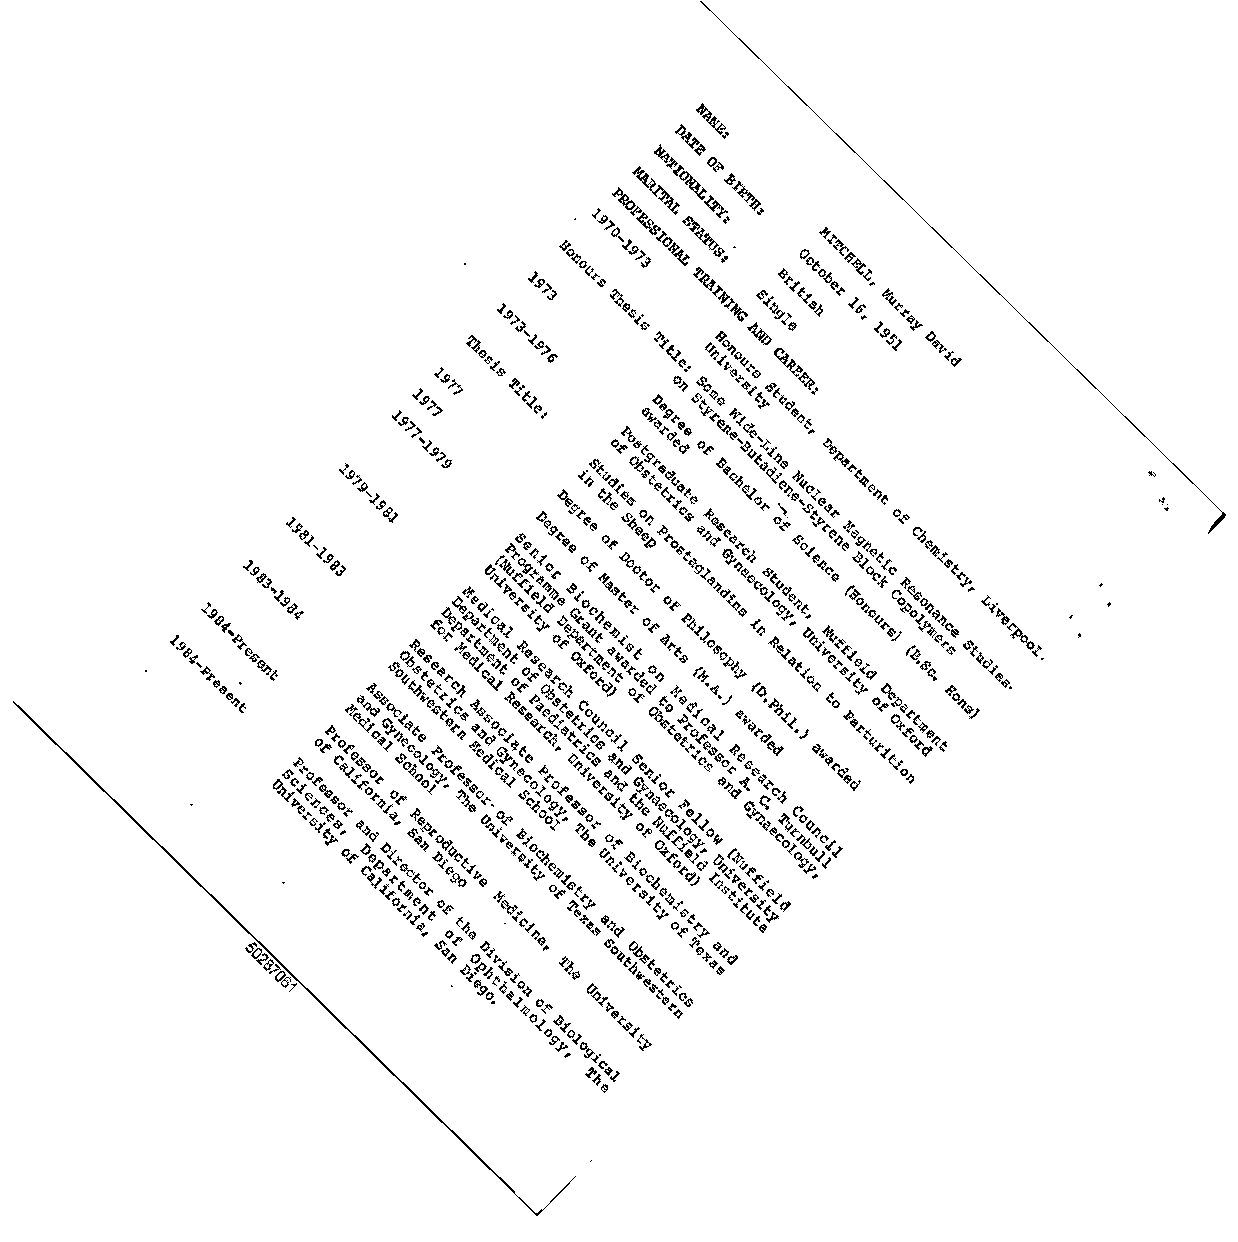 NAME: MITCHELL, Murray David
DATE OF BIRTH: October 16, 1951
NATIONALITY: British
MARITAL STATUS: Single
PROFESSIONAL TRAINING AND CAREER:
1970-1973 Honours Student, Department of Chemistry, Liverpool.
University
Honours Thesis Title: Some Wide-Line Nuclear Magnetic Resonance Studies.
on Styrene-Butadiene-Styrene Block Copolymers
1973 Degree of Bachelor of Science (Honours) (B.Sc. Hons)
awarded
1973-1976 Postgraduate Research Student, Nuffield Department
of Obstetrics and Gynaecology, University of Oxford
Thesis Title: Studies on Prostaglandins in Relation to Parturition
in the Sheep
1977 Degree of Doctor of Philosophy (D.Phil.) awarded
1977 Degree of Master of Arts (M.A.) awarded
1977-1979 Senior Biochemist on Medical Research Council
Programme Grant awarded to Professor A. C. Turnbull
(Nuffield Department of Obstetrics and Gynaecology,
University of Oxford)
1979-1981 Medical Research Council Senior Fellow (Nuffield
Department of Obstetrics and Gynaecology, University
Department of Paediatrics and the Nuffield Institute
for Medical Research, University of Oxford)
1981-1983 Research Associate Professor of Biochemistry and
Obstetrics and Gynecology, The University of Texas
Southwestern Medical School
1983-1984 Associate Professor of Biochemistry and Obstetrics
and Gynecology, The University of Texas Southwestern
Medical School
1984-Present Professor of Reproductive Medicine, The University
of California, San Diego
1984-Present Professor and Director of the Division of Biological
Sciences, Department of Ophthalmology, The
University of California, San Diego.
50287061